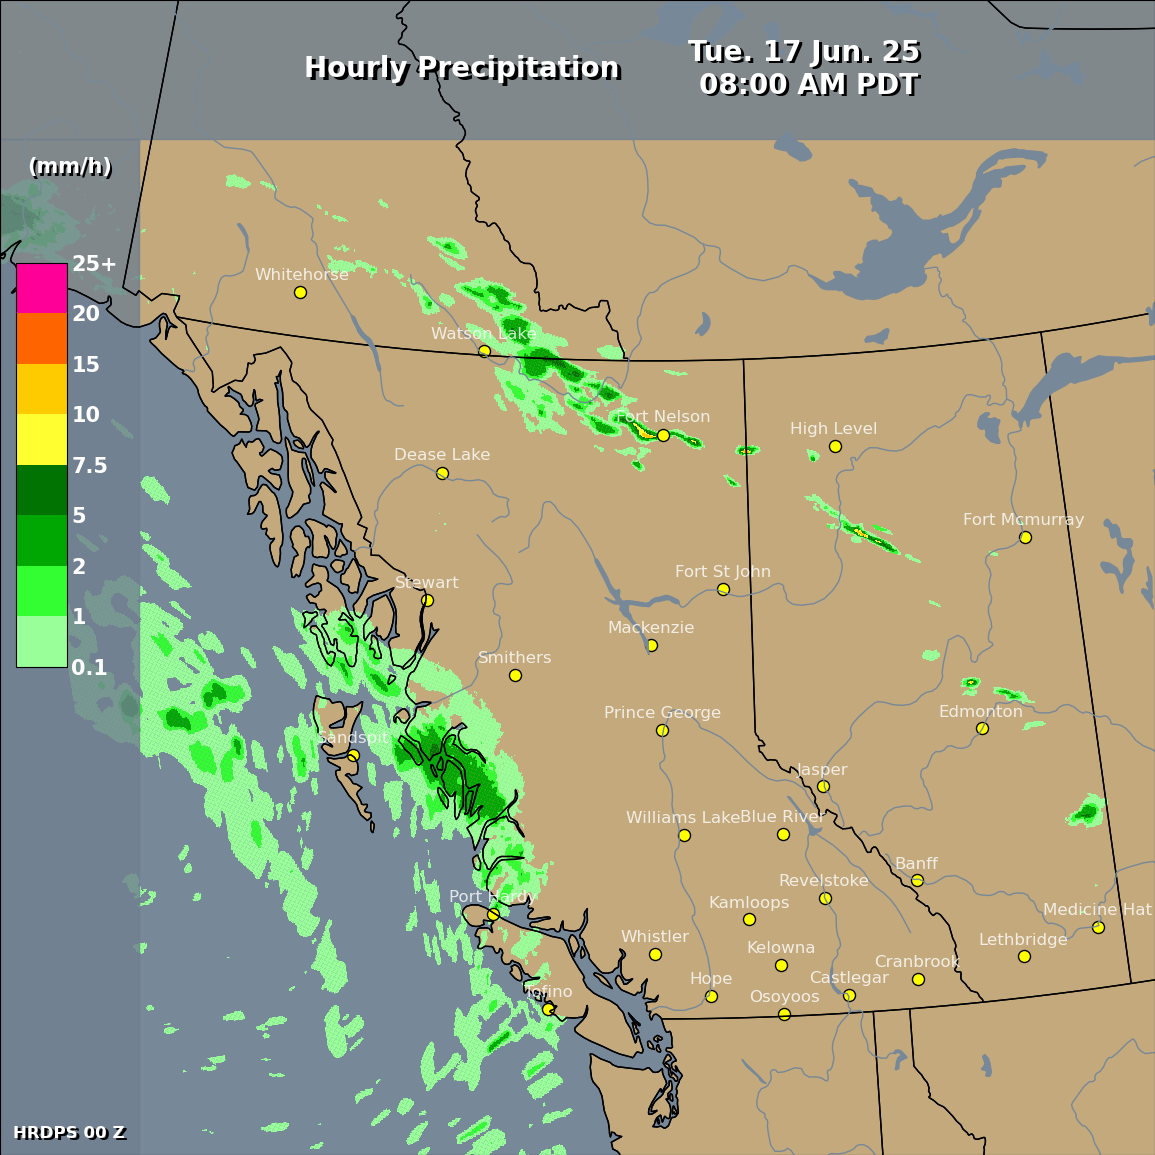 Hourly Precipitation
Tue. 17 Jun. 25
08:00 AM PDT
(mm/h)
25+
20
15
10
7.5
5
2
1
0.1
Whitehorse
Watson Lake
Fort Nelson
High Level
Dease Lake
Fort Mcmurray
Fort St John
Stewart
Mackenzie
Smithers
Prince George
Edmonton
Sandspit
Jasper
Williams Lake
Blue River
Banff
Revelstoke
Port Hardy
Kamloops
Medicine Hat
Whistler
Kelowna
Lethbridge
Cranbrook
Hope
Castlegar
Tofino
Osoyoos
HRDPS 00 Z